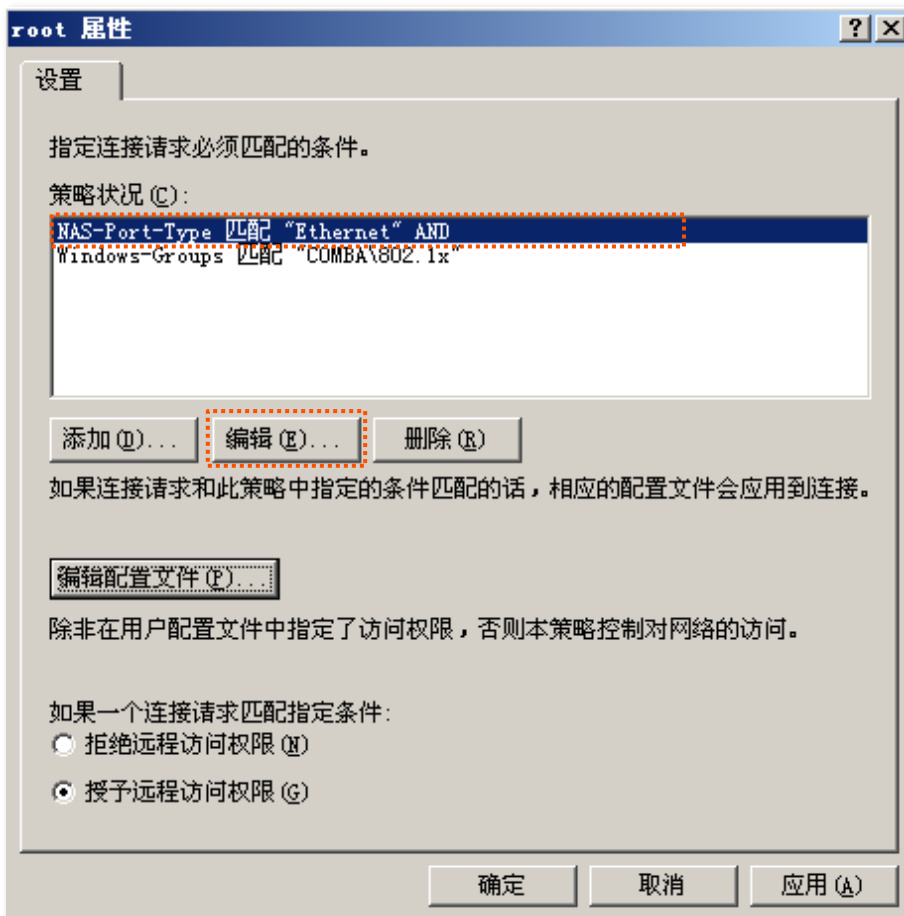 root 属性
设置
指定连接请求必须匹配的条件。
策略状况(C):
NAS-Port-Type 匹配 "Ethernet" AND
Windows-Groups 匹配 "COMBA\802.1x"
添加(D)... 编辑(E)... 删除(R)
如果连接请求和此策略中指定的条件匹配的话，相应的配置文件会应用到连接。
编辑配置文件(P)...
除非在用户配置文件中指定了访问权限，否则本策略控制对网络的访问。
如果一个连接请求匹配指定条件:
拒绝远程访问权限(N)
授予远程访问权限(G)
确定 取消 应用(A)